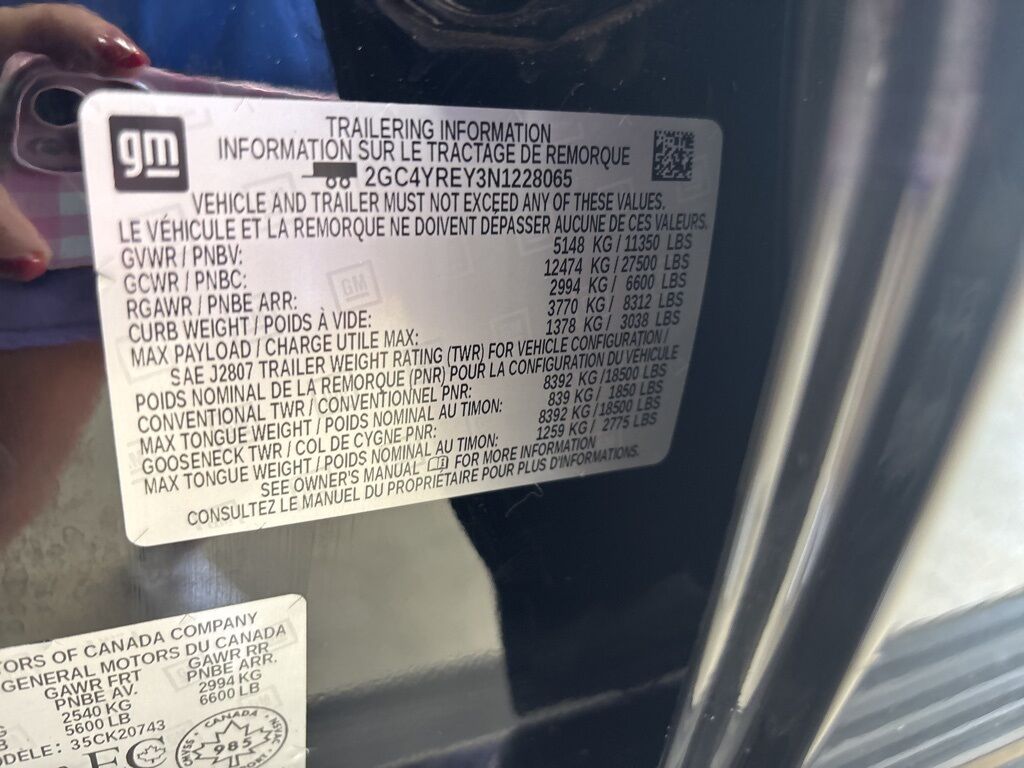 gm
TRAILERING INFORMATION
INFORMATION SUR LE TRACTAGE DE REMORQUE
2GC4YREY3N1228065
VEHICLE AND TRAILER MUST NOT EXCEED ANY OF THESE VALUES.
LE VÉHICULE ET LA REMORQUE NE DOIVENT DÉPASSER AUCUNE DE CES VALEURS.
GVWR / PNBV: 5148 KG / 11350 LBS
GCWR / PNBC: 12474 KG / 27500 LBS
RGAWR / PNBE ARR: 2994 KG / 6600 LBS
CURB WEIGHT / POIDS À VIDE: 3770 KG / 8312 LBS
MAX PAYLOAD / CHARGE UTILE MAX: 1378 KG / 3038 LBS
SAE J2807 TRAILER WEIGHT RATING (TWR) FOR VEHICLE CONFIGURATION /
POIDS NOMINAL DE LA REMORQUE (PNR) POUR LA CONFIGURATION DU VÉHICULE
CONVENTIONAL TWR / CONVENTIONNEL PNR: 8392 KG / 18500 LBS
MAX TONGUE WEIGHT / POIDS NOMINAL AU TIMON: 839 KG / 1850 LBS
GOOSENECK TWR / COL DE CYGNE PNR: 8392 KG / 18500 LBS
MAX TONGUE WEIGHT / POIDS NOMINAL AU TIMON: 1259 KG / 2775 LBS
SEE OWNER'S MANUAL FOR MORE INFORMATION
CONSULTEZ LE MANUEL DU PROPRIÉTAIRE POUR PLUS D'INFORMATIONS.
TORS OF CANADA COMPANY
GENERAL MOTORS DU CANADA
GAWR FRT GAWR RR
PNBE AV. PNBE ARR.
2540 KG 2994 KG
5600 LB 6600 LB
ODÈLE: 35CK20743
CANADA
985